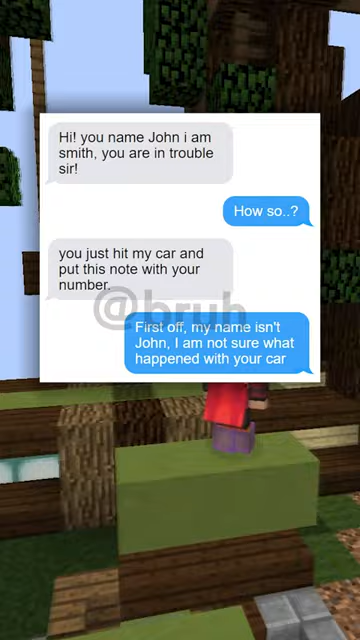 Hi! you name John i am
smith, you are in trouble
sir!
How so..?
you just hit my car and
put this note with your
number.
@bruh
First off, my name isn't
John, I am not sure what
happened with your car